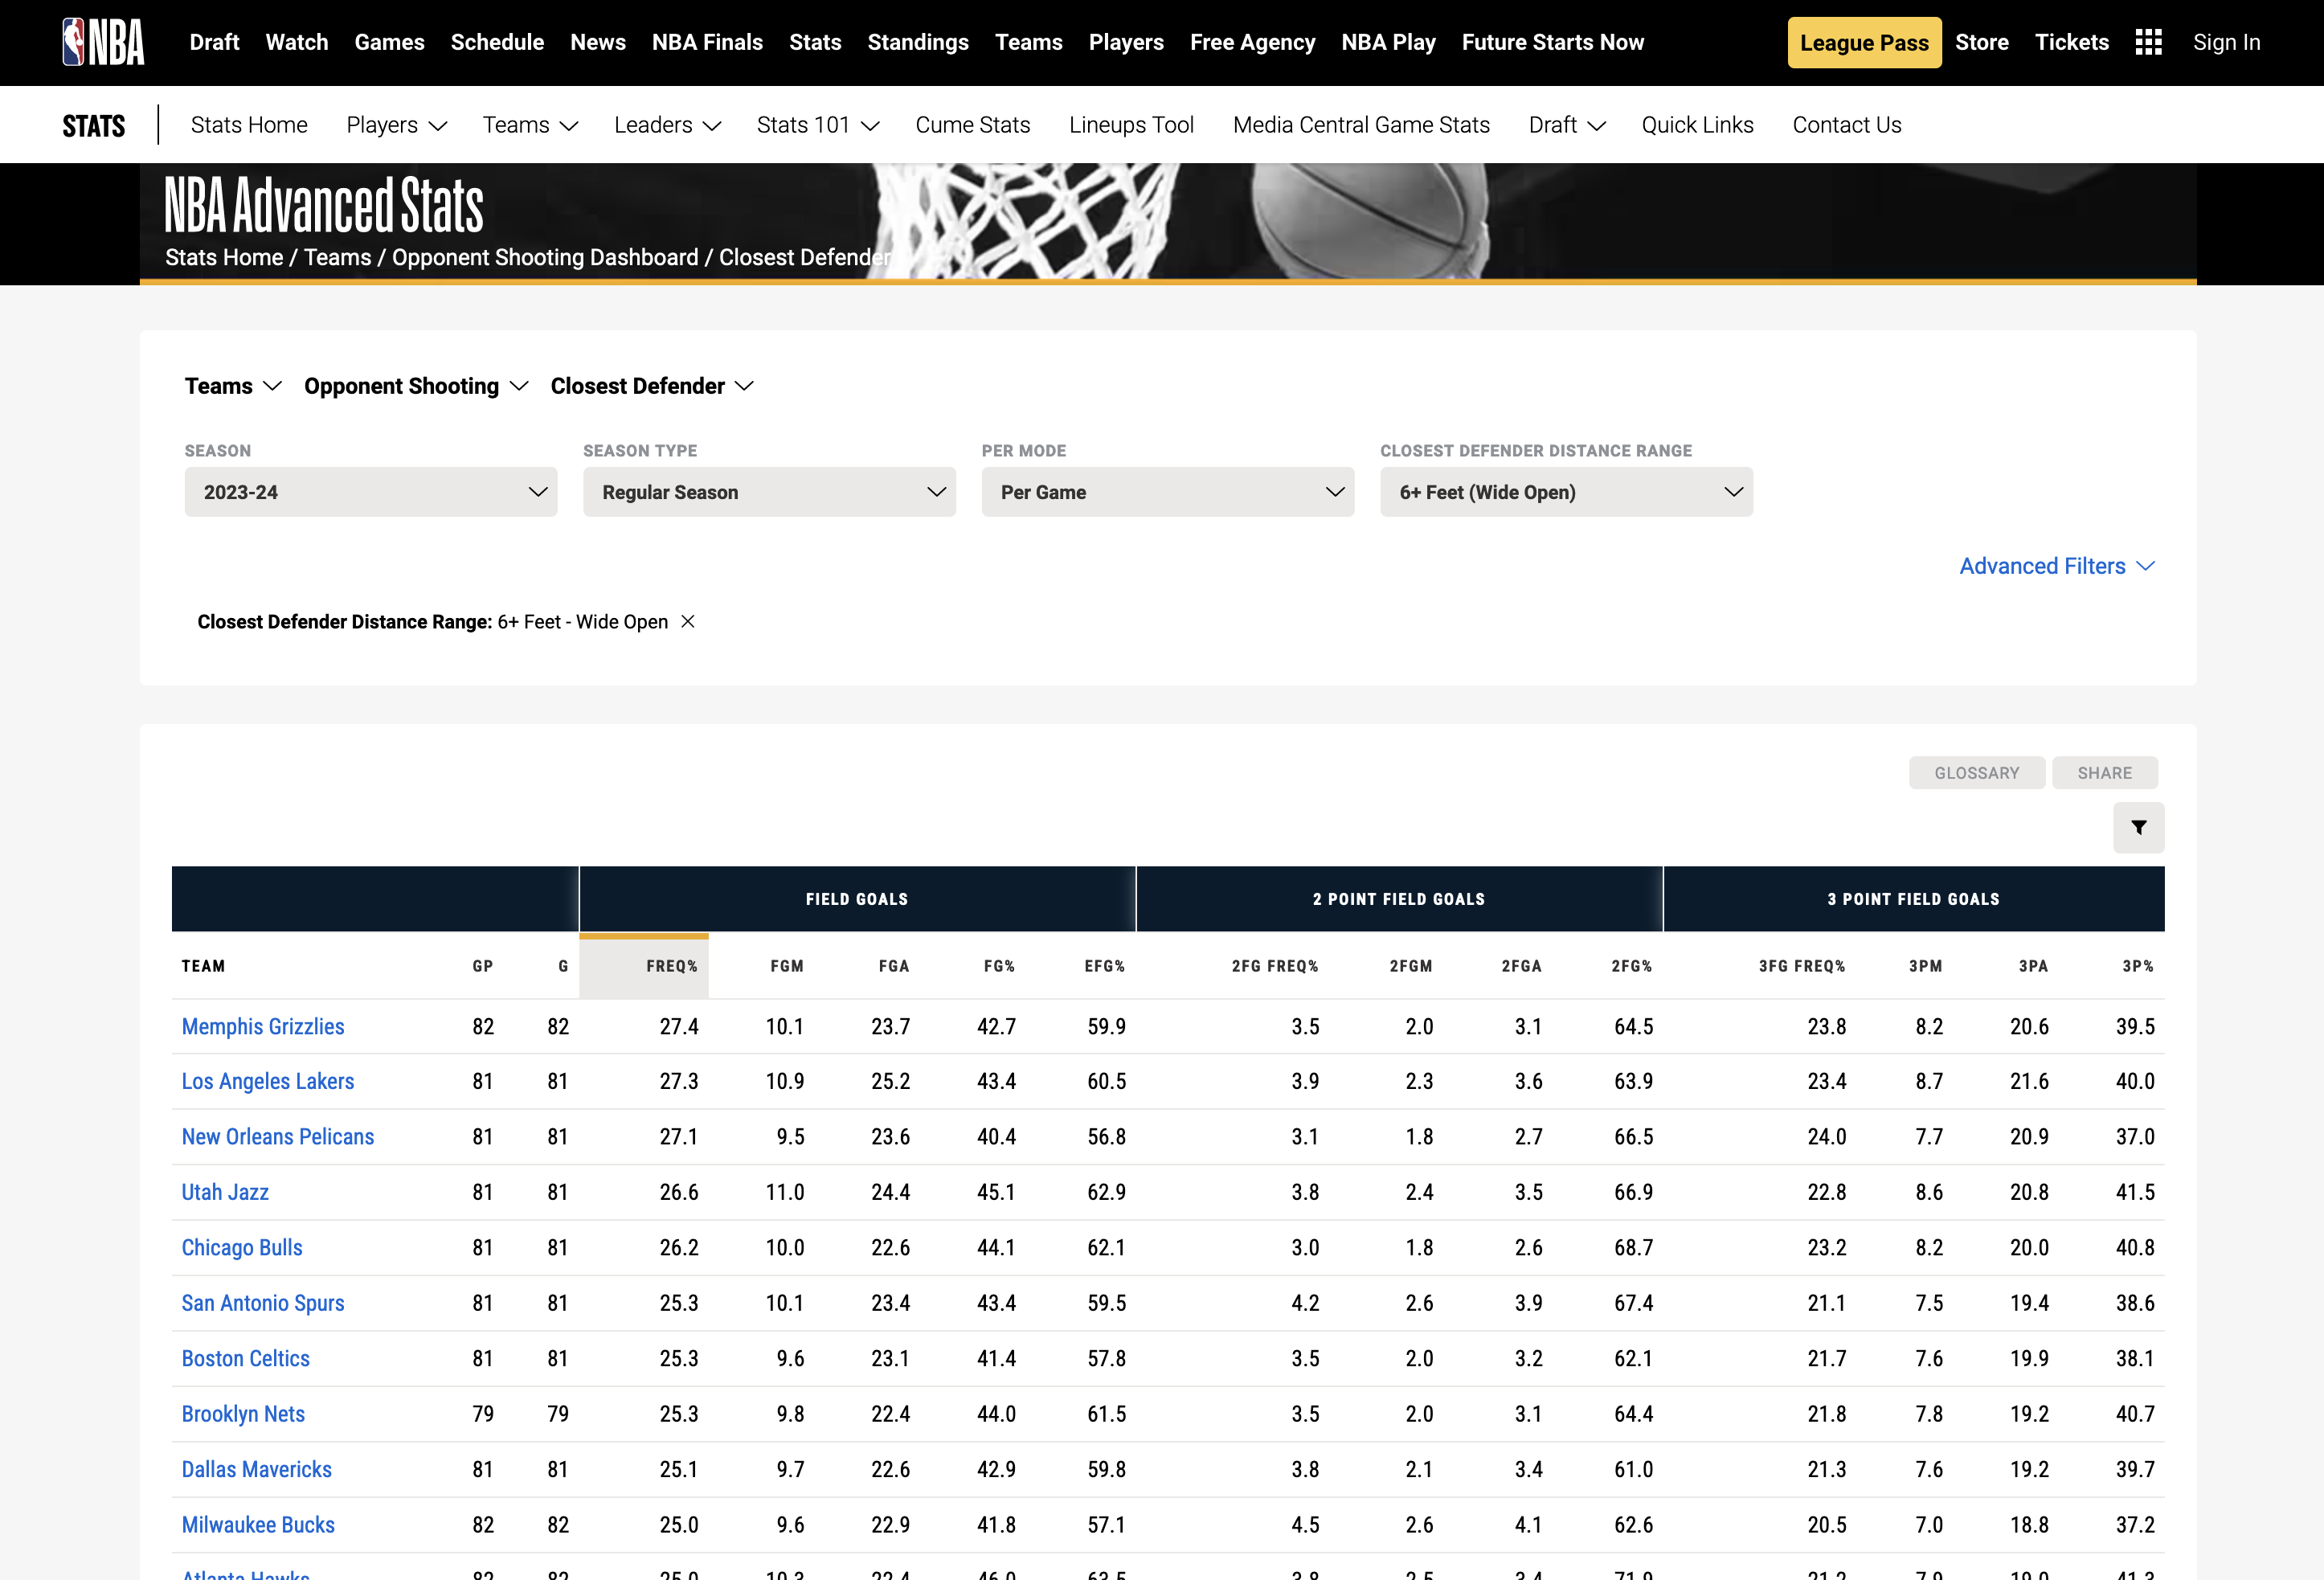 NBA Draft Watch Games Schedule News NBA Finals Stats Standings Teams Players Free Agency NBA Play Future Starts Now League Pass Store Tickets Sign In
STATS Stats Home Players Teams Leaders Stats 101 Cume Stats Lineups Tool Media Central Game Stats Draft Quick Links Contact Us
NBA Advanced Stats
Stats Home / Teams / Opponent Shooting Dashboard / Closest Defender
Teams Opponent Shooting Closest Defender
SEASON SEASON TYPE PER MODE CLOSEST DEFENDER DISTANCE RANGE
2023-24 Regular Season Per Game 6+ Feet (Wide Open)
Advanced Filters
Closest Defender Distance Range: 6+ Feet - Wide Open
GLOSSARY SHARE
FIELD GOALS 2 POINT FIELD GOALS 3 POINT FIELD GOALS
TEAM GP G FREQ% FGM FGA FG% EFG% 2FG FREQ% 2FGM 2FGA 2FG% 3FG FREQ% 3PM 3PA 3P%
Memphis Grizzlies 82 82 27.4 10.1 23.7 42.7 59.9 3.5 2.0 3.1 64.5 23.8 8.2 20.6 39.5
Los Angeles Lakers 81 81 27.3 10.9 25.2 43.4 60.5 3.9 2.3 3.6 63.9 23.4 8.7 21.6 40.0
New Orleans Pelicans 81 81 27.1 9.5 23.6 40.4 56.8 3.1 1.8 2.7 66.5 24.0 7.7 20.9 37.0
Utah Jazz 81 81 26.6 11.0 24.4 45.1 62.9 3.8 2.4 3.5 66.9 22.8 8.6 20.8 41.5
Chicago Bulls 81 81 26.2 10.0 22.6 44.1 62.1 3.0 1.8 2.6 68.7 23.2 8.2 20.0 40.8
San Antonio Spurs 81 81 25.3 10.1 23.4 43.4 59.5 4.2 2.6 3.9 67.4 21.1 7.5 19.4 38.6
Boston Celtics 81 81 25.3 9.6 23.1 41.4 57.8 3.5 2.0 3.2 62.1 21.7 7.6 19.9 38.1
Brooklyn Nets 79 79 25.3 9.8 22.4 44.0 61.5 3.5 2.0 3.1 64.4 21.8 7.8 19.2 40.7
Dallas Mavericks 81 81 25.1 9.7 22.6 42.9 59.8 3.8 2.1 3.4 61.0 21.3 7.6 19.2 39.7
Milwaukee Bucks 82 82 25.0 9.6 22.9 41.8 57.1 4.5 2.6 4.1 62.6 20.5 7.0 18.8 37.2
Atlanta Hawks